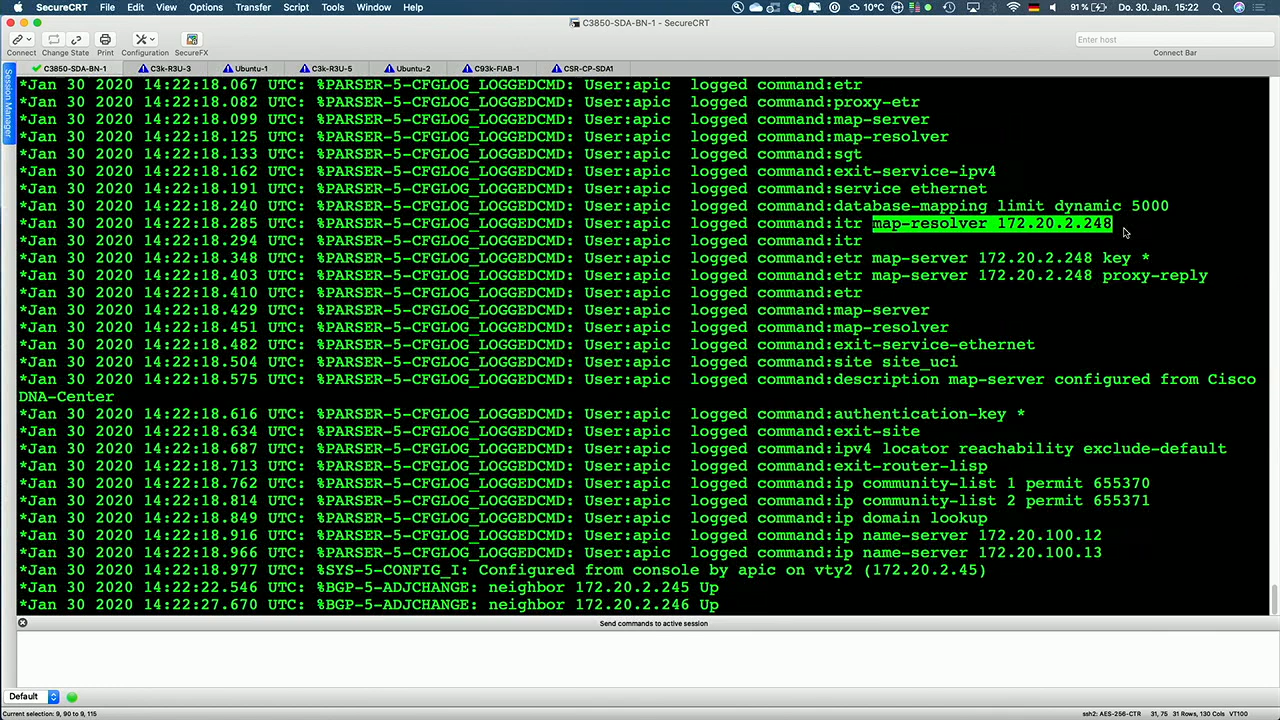 SecureCRT File Edit View Options Transfer Script Tools Window Help 10°C 91% Do. 30. Jan. 15:22
C3850-SDA-BN-1 - SecureCRT
Connect Change State Print Configuration SecureFX
Enter host
Connect Bar
Session Manager
C3850-SDA-BN-1 C3k-R3U-3 Ubuntu-1 C3k-R3U-5 Ubuntu-2 C93k-FIAB-1 CSR-CP-SDA1
*Jan 30 2020 14:22:18.067 UTC: %PARSER-5-CFGLOG_LOGGEDCMD: User:apic  logged command:etr
*Jan 30 2020 14:22:18.082 UTC: %PARSER-5-CFGLOG_LOGGEDCMD: User:apic  logged command:proxy-etr
*Jan 30 2020 14:22:18.099 UTC: %PARSER-5-CFGLOG_LOGGEDCMD: User:apic  logged command:map-server
*Jan 30 2020 14:22:18.125 UTC: %PARSER-5-CFGLOG_LOGGEDCMD: User:apic  logged command:map-resolver
*Jan 30 2020 14:22:18.133 UTC: %PARSER-5-CFGLOG_LOGGEDCMD: User:apic  logged command:sgt
*Jan 30 2020 14:22:18.162 UTC: %PARSER-5-CFGLOG_LOGGEDCMD: User:apic  logged command:exit-service-ipv4
*Jan 30 2020 14:22:18.191 UTC: %PARSER-5-CFGLOG_LOGGEDCMD: User:apic  logged command:service ethernet
*Jan 30 2020 14:22:18.240 UTC: %PARSER-5-CFGLOG_LOGGEDCMD: User:apic  logged command:database-mapping limit dynamic 5000
*Jan 30 2020 14:22:18.285 UTC: %PARSER-5-CFGLOG_LOGGEDCMD: User:apic  logged command:itr map-resolver 172.20.2.248
*Jan 30 2020 14:22:18.294 UTC: %PARSER-5-CFGLOG_LOGGEDCMD: User:apic  logged command:itr
*Jan 30 2020 14:22:18.348 UTC: %PARSER-5-CFGLOG_LOGGEDCMD: User:apic  logged command:etr map-server 172.20.2.248 key *
*Jan 30 2020 14:22:18.403 UTC: %PARSER-5-CFGLOG_LOGGEDCMD: User:apic  logged command:etr map-server 172.20.2.248 proxy-reply
*Jan 30 2020 14:22:18.410 UTC: %PARSER-5-CFGLOG_LOGGEDCMD: User:apic  logged command:etr
*Jan 30 2020 14:22:18.429 UTC: %PARSER-5-CFGLOG_LOGGEDCMD: User:apic  logged command:map-server
*Jan 30 2020 14:22:18.451 UTC: %PARSER-5-CFGLOG_LOGGEDCMD: User:apic  logged command:map-resolver
*Jan 30 2020 14:22:18.482 UTC: %PARSER-5-CFGLOG_LOGGEDCMD: User:apic  logged command:exit-service-ethernet
*Jan 30 2020 14:22:18.504 UTC: %PARSER-5-CFGLOG_LOGGEDCMD: User:apic  logged command:site site_uci
*Jan 30 2020 14:22:18.575 UTC: %PARSER-5-CFGLOG_LOGGEDCMD: User:apic  logged command:description map-server configured from Cisco
DNA-Center
*Jan 30 2020 14:22:18.616 UTC: %PARSER-5-CFGLOG_LOGGEDCMD: User:apic  logged command:authentication-key *
*Jan 30 2020 14:22:18.634 UTC: %PARSER-5-CFGLOG_LOGGEDCMD: User:apic  logged command:exit-site
*Jan 30 2020 14:22:18.687 UTC: %PARSER-5-CFGLOG_LOGGEDCMD: User:apic  logged command:ipv4 locator reachability exclude-default
*Jan 30 2020 14:22:18.713 UTC: %PARSER-5-CFGLOG_LOGGEDCMD: User:apic  logged command:exit-router-lisp
*Jan 30 2020 14:22:18.762 UTC: %PARSER-5-CFGLOG_LOGGEDCMD: User:apic  logged command:ip community-list 1 permit 655370
*Jan 30 2020 14:22:18.814 UTC: %PARSER-5-CFGLOG_LOGGEDCMD: User:apic  logged command:ip community-list 2 permit 655371
*Jan 30 2020 14:22:18.849 UTC: %PARSER-5-CFGLOG_LOGGEDCMD: User:apic  logged command:ip domain lookup
*Jan 30 2020 14:22:18.916 UTC: %PARSER-5-CFGLOG_LOGGEDCMD: User:apic  logged command:ip name-server 172.20.100.12
*Jan 30 2020 14:22:18.966 UTC: %PARSER-5-CFGLOG_LOGGEDCMD: User:apic  logged command:ip name-server 172.20.100.13
*Jan 30 2020 14:22:18.977 UTC: %SYS-5-CONFIG_I: Configured from console by apic on vty2 (172.20.2.45)
*Jan 30 2020 14:22:22.546 UTC: %BGP-5-ADJCHANGE: neighbor 172.20.2.245 Up
*Jan 30 2020 14:22:27.670 UTC: %BGP-5-ADJCHANGE: neighbor 172.20.2.246 Up
Send commands to active session
Default
Current selection: 9, 90 to 9, 115
ssh2: AES-256-CTR 31, 75 31 Rows, 130 Cols VT100